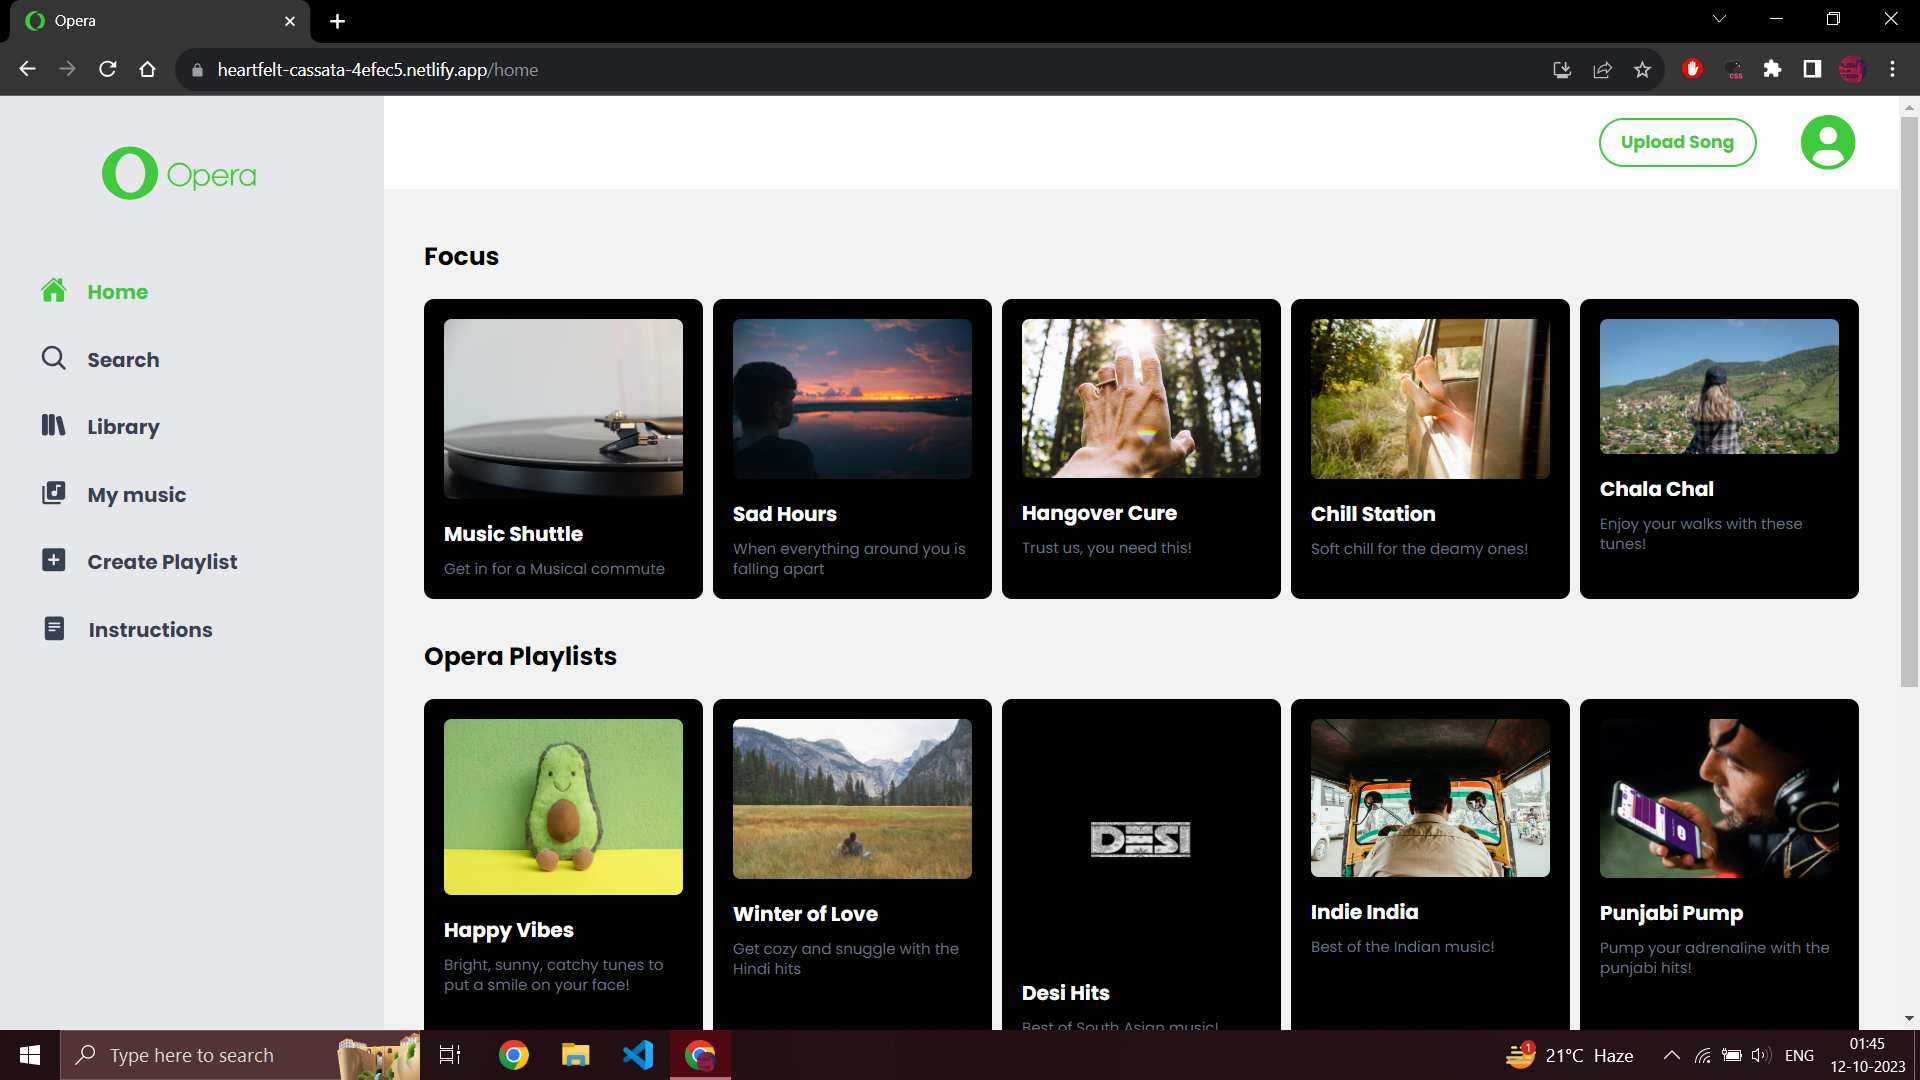 Opera
heartfelt-cassata-4efec5.netlify.app/home
css
Opera
Upload Song
Home
Search
Library
My music
Create Playlist
Instructions
Focus
Music Shuttle
Get in for a Musical commute
Sad Hours
When everything around you is
falling apart
Hangover Cure
Trust us, you need this!
Chill Station
Soft chill for the deamy ones!
Chala Chal
Enjoy your walks with these
tunes!
Opera Playlists
Happy Vibes
Bright, sunny, catchy tunes to
put a smile on your face!
Winter of Love
Get cozy and snuggle with the
Hindi hits
DESI
Desi Hits
Best of South Asian music!
Indie India
Best of the Indian music!
Punjabi Pump
Pump your adrenaline with the
punjabi hits!
Type here to search
1
21°C Haze
ENG
01:45
12-10-2023